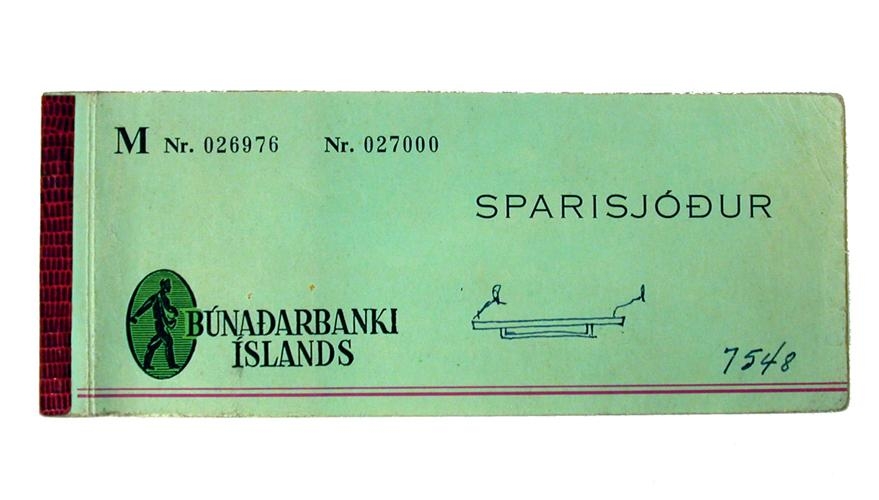 M Nr. 026976 Nr. 027000
SPARISJÓÐUR
BÚNAÐARBANKI
ÍSLANDS
7548